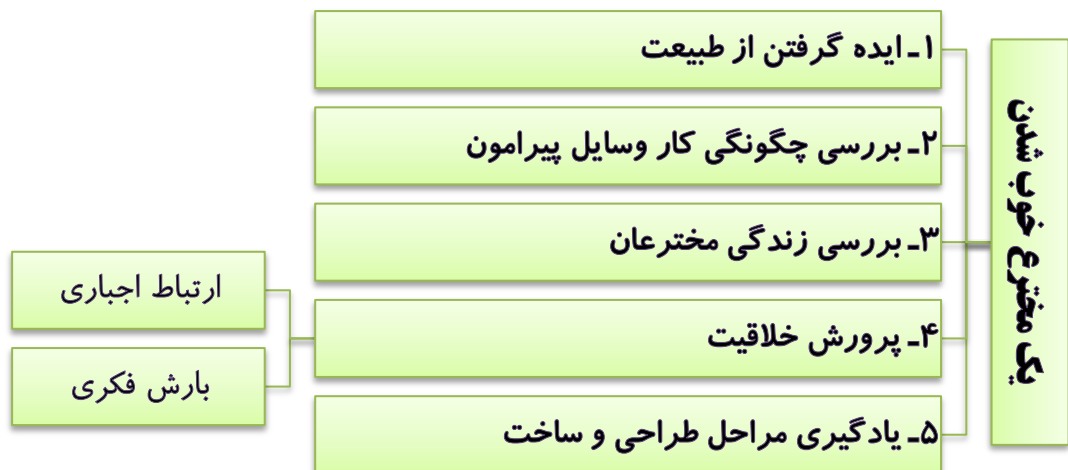 یک مخترع خوب شدن
۱ـ ایده گرفتن از طبیعت
۲ـ بررسی چگونگی کار وسایل پیرامون
۳ـ بررسی زندگی مخترعان
۴ـ پرورش خلاقیت
ارتباط اجباری
بارش فکری
۵ـ یادگیری مراحل طراحی و ساخت